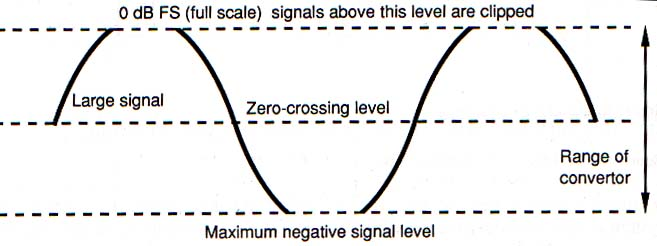 0 dB FS (full scale) signals above this level are clipped
Large signal
Zero-crossing level
Range of
convertor
Maximum negative signal level